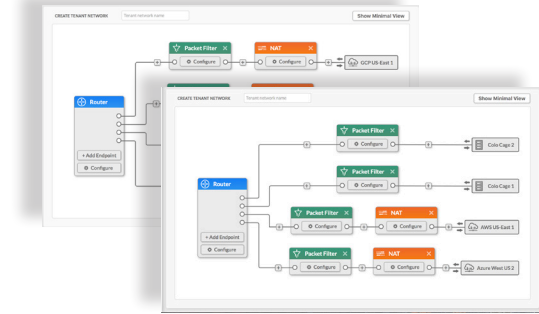 CREATE TENANT NETWORK
Tenant network name
Show Minimal View
Packet Filter ×
NAT ×
Configure
Configure
GCP US-East 1
Router
+ Add Endpoint
Configure
CREATE TENANT NETWORK
Tenant network name
Show Minimal View
Packet Filter ×
Configure
Colo Cage 2
Packet Filter ×
Configure
Colo Cage 1
Router
Packet Filter ×
NAT ×
Configure
Configure
AWS US-East 1
+ Add Endpoint
Configure
Packet Filter ×
NAT ×
Configure
Configure
Azure West US 2